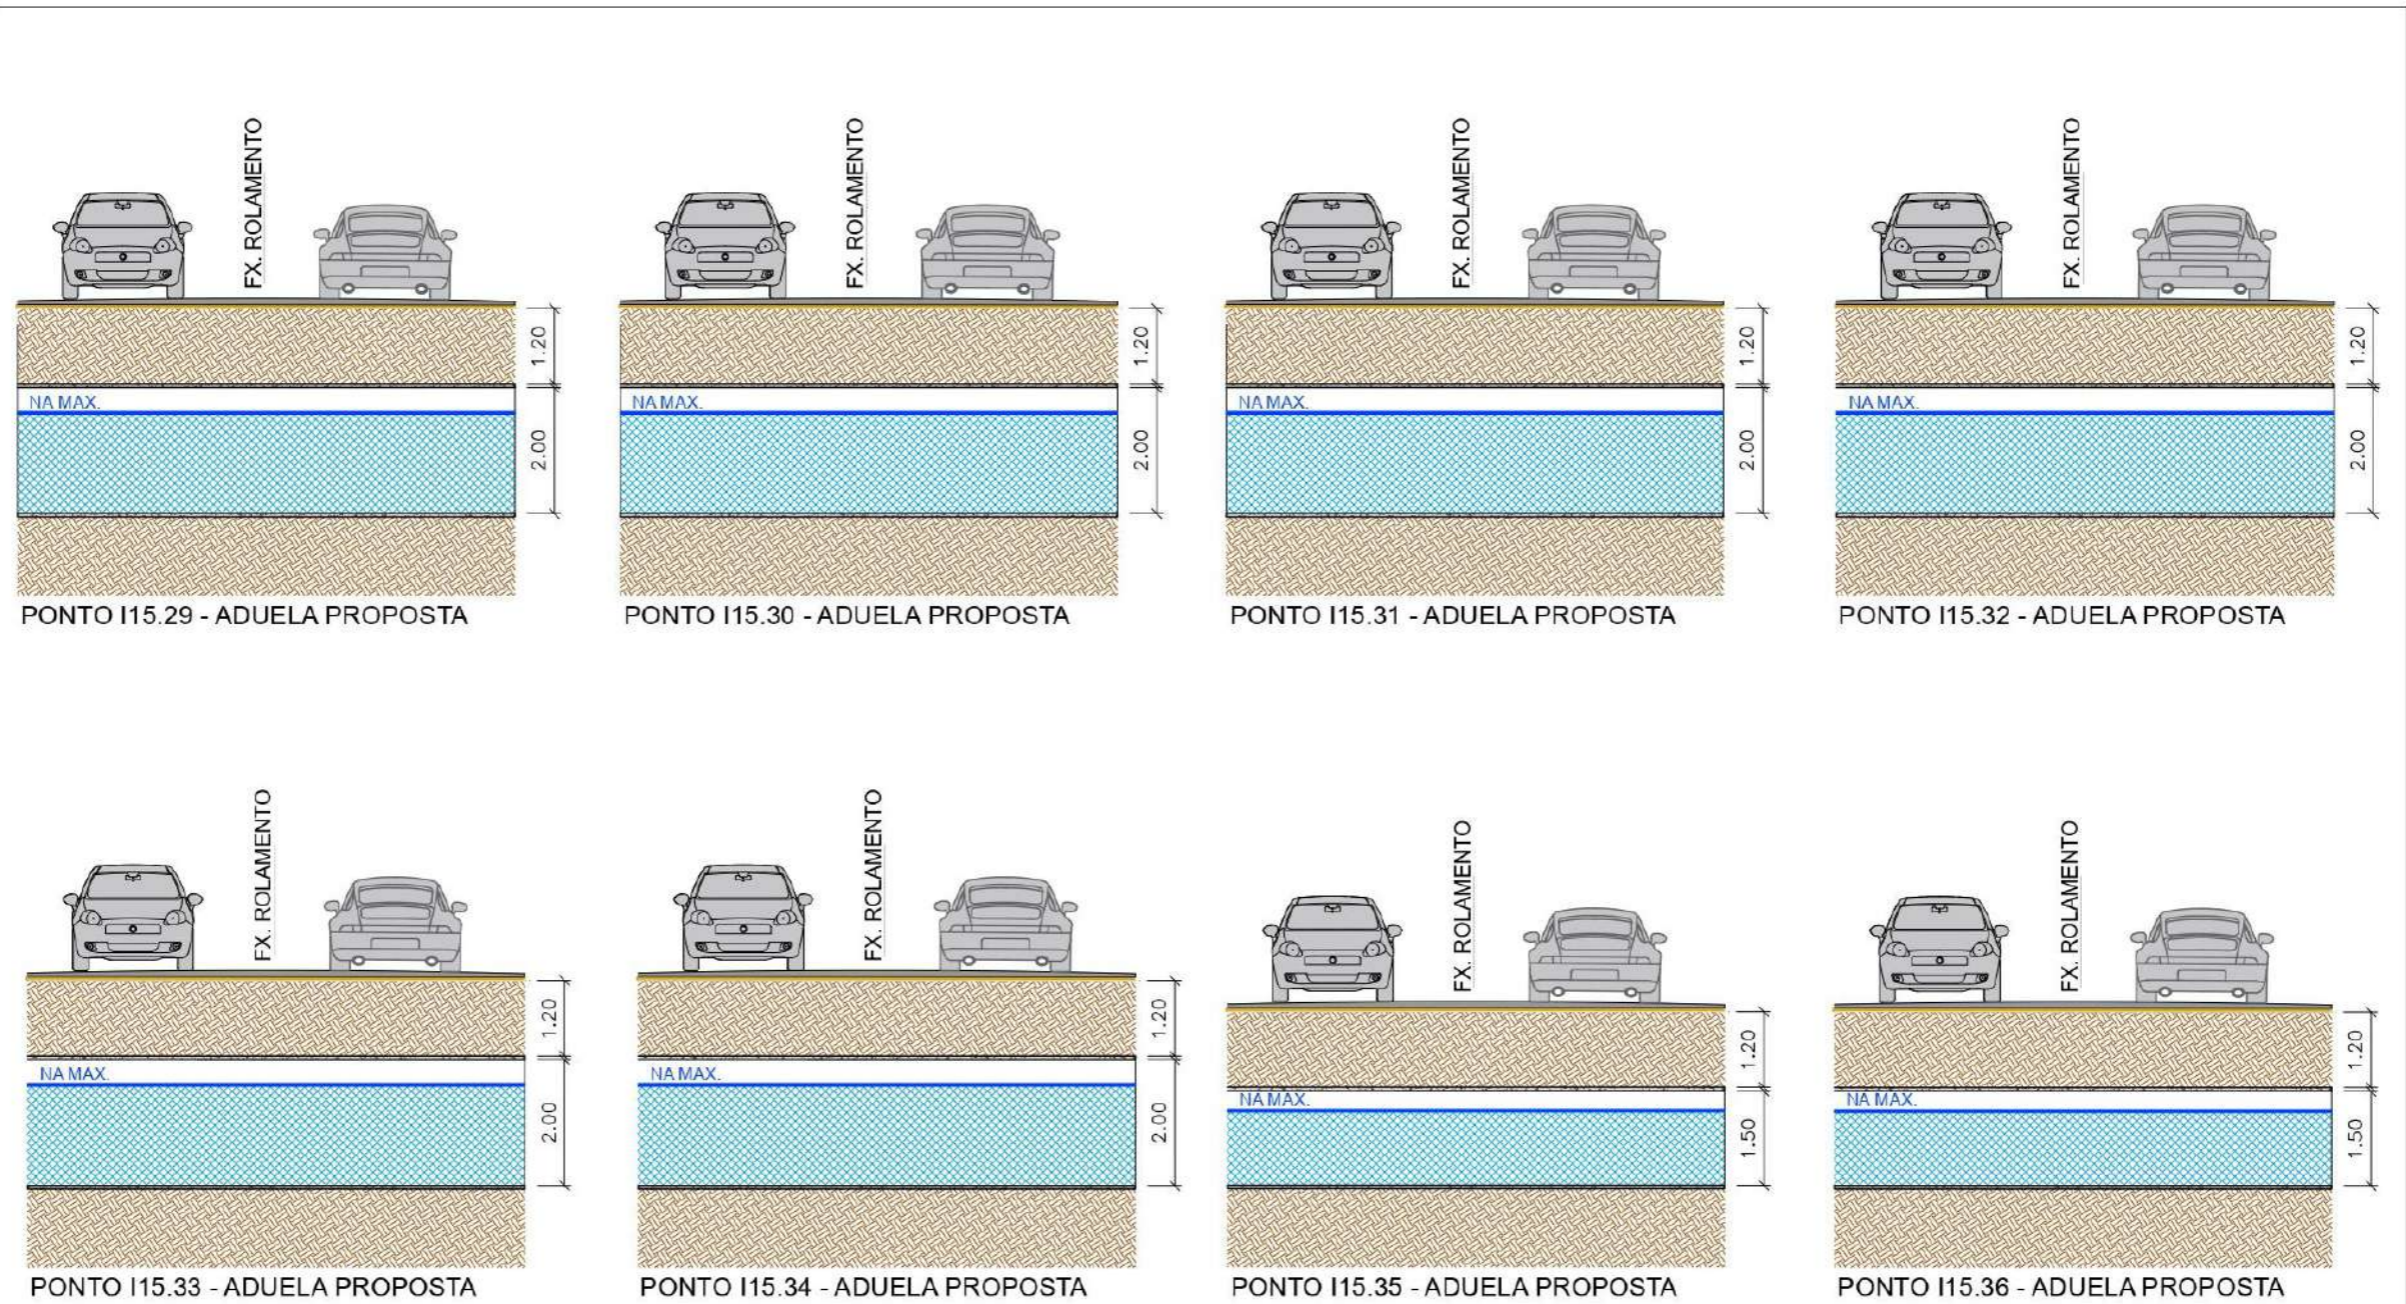 FX. ROLAMENTO
1.20
NA MAX.
2.00
PONTO I15.29 - ADUELA PROPOSTA
FX. ROLAMENTO
1.20
NA MAX.
2.00
PONTO I15.30 - ADUELA PROPOSTA
FX. ROLAMENTO
1.20
NA MAX.
2.00
PONTO I15.31 - ADUELA PROPOSTA
FX. ROLAMENTO
1.20
NA MAX.
2.00
PONTO I15.32 - ADUELA PROPOSTA
FX. ROLAMENTO
1.20
NA MAX.
2.00
PONTO I15.33 - ADUELA PROPOSTA
FX. ROLAMENTO
1.20
NA MAX.
2.00
PONTO I15.34 - ADUELA PROPOSTA
FX. ROLAMENTO
1.20
NA MAX.
1.50
PONTO I15.35 - ADUELA PROPOSTA
FX. ROLAMENTO
1.20
NA MAX.
1.50
PONTO I15.36 - ADUELA PROPOSTA